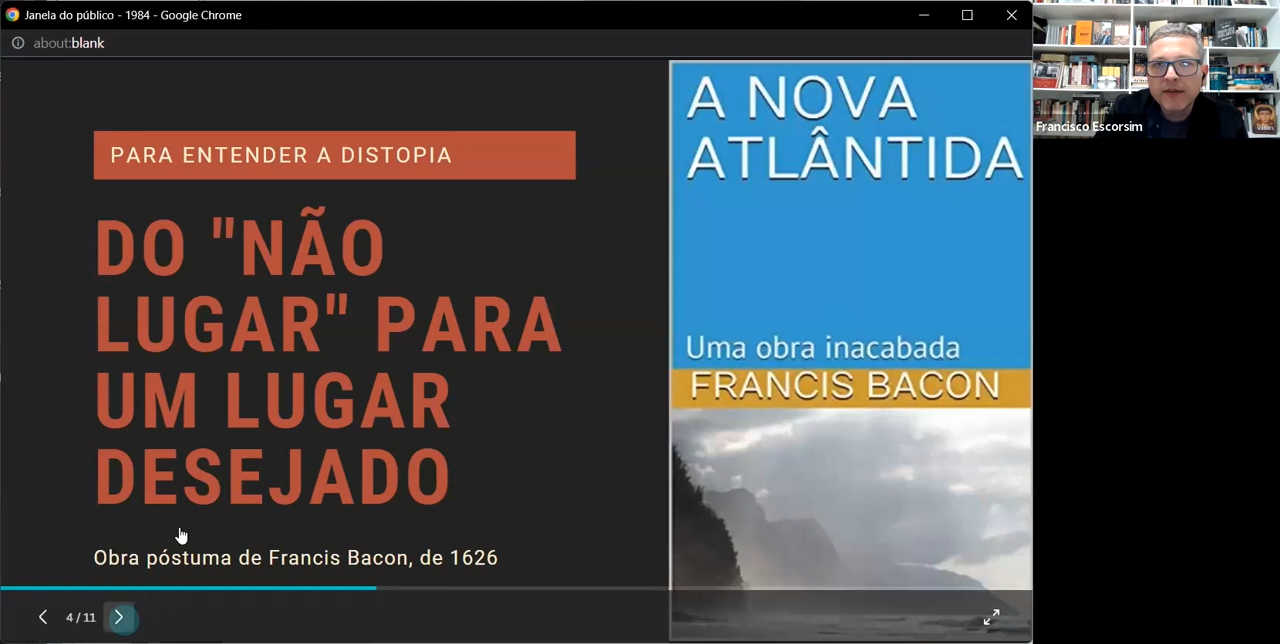 Janela do público - 1984 - Google Chrome
about:blank
PARA ENTENDER A DISTOPIA
DO "NÃO
LUGAR" PARA
UM LUGAR
DESEJADO
Obra póstuma de Francis Bacon, de 1626
4 / 11
A NOVA
ATLÂNTIDA
Uma obra inacabada
FRANCIS BACON
Francisco Escorsim